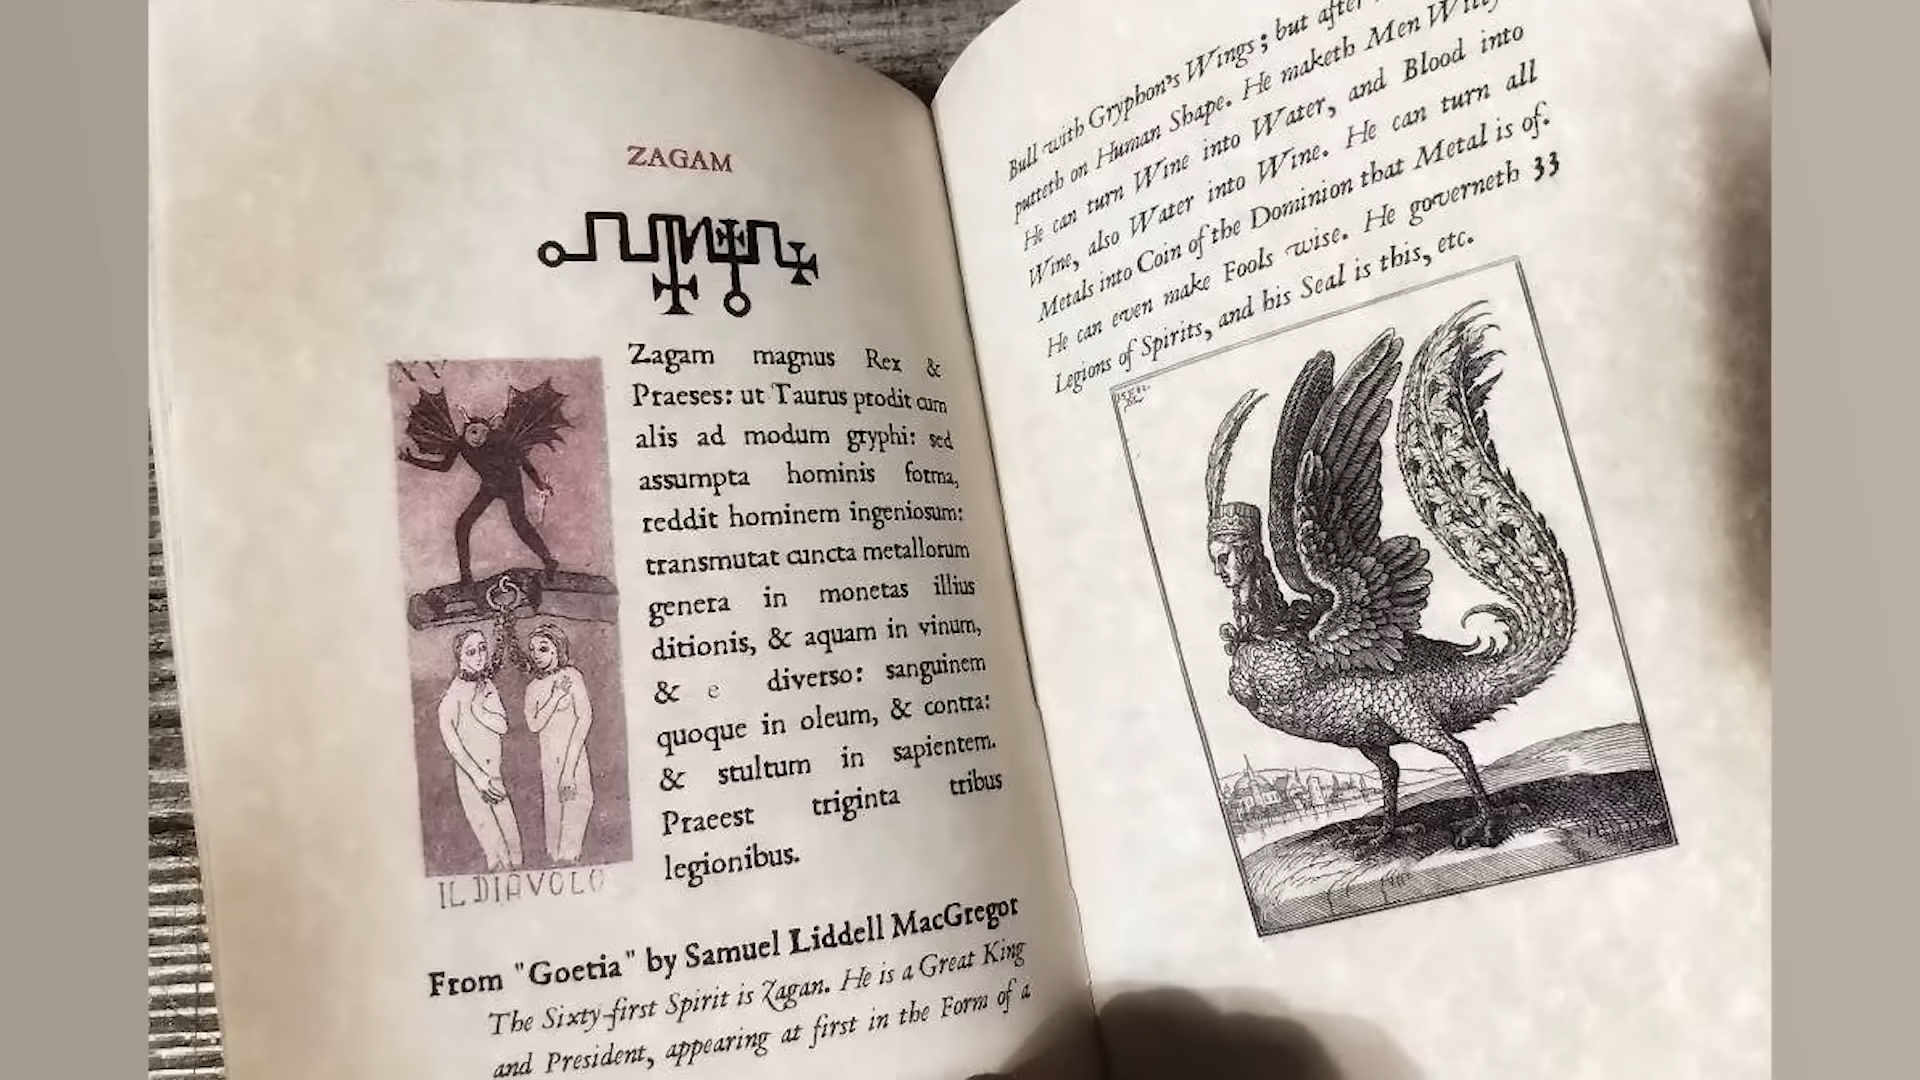 ZAGAM
Zagam magnus Rex &
Praeses: ut Taurus prodit cum
alis ad modum gryphi: sed
assumpta hominis forma,
reddit hominem ingeniosum:
transmutat cuncta metallorum
genera in monetas illius
ditionis, & aquam in vinum,
& e diverso: sanguinem
quoque in oleum, & contra:
& stultum in sapientem.
Praeest triginta tribus
legionibus.
XV
IL DIAVOLO
From "Goetia" by Samuel Liddell MacGregor
The Sixty-first Spirit is Zagan. He is a Great King
and President, appearing at first in the Form of a
Bull with Gryphon's Wings; but after
putteth on Human Shape. He maketh Men Witty
He can turn Wine into Water, and Blood into
Wine, also Water into Wine. He can turn all
Metals into Coin of the Dominion that Metal is of.
He can even make Fools wise. He governeth 33
Legions of Spirits, and his Seal is this, etc.